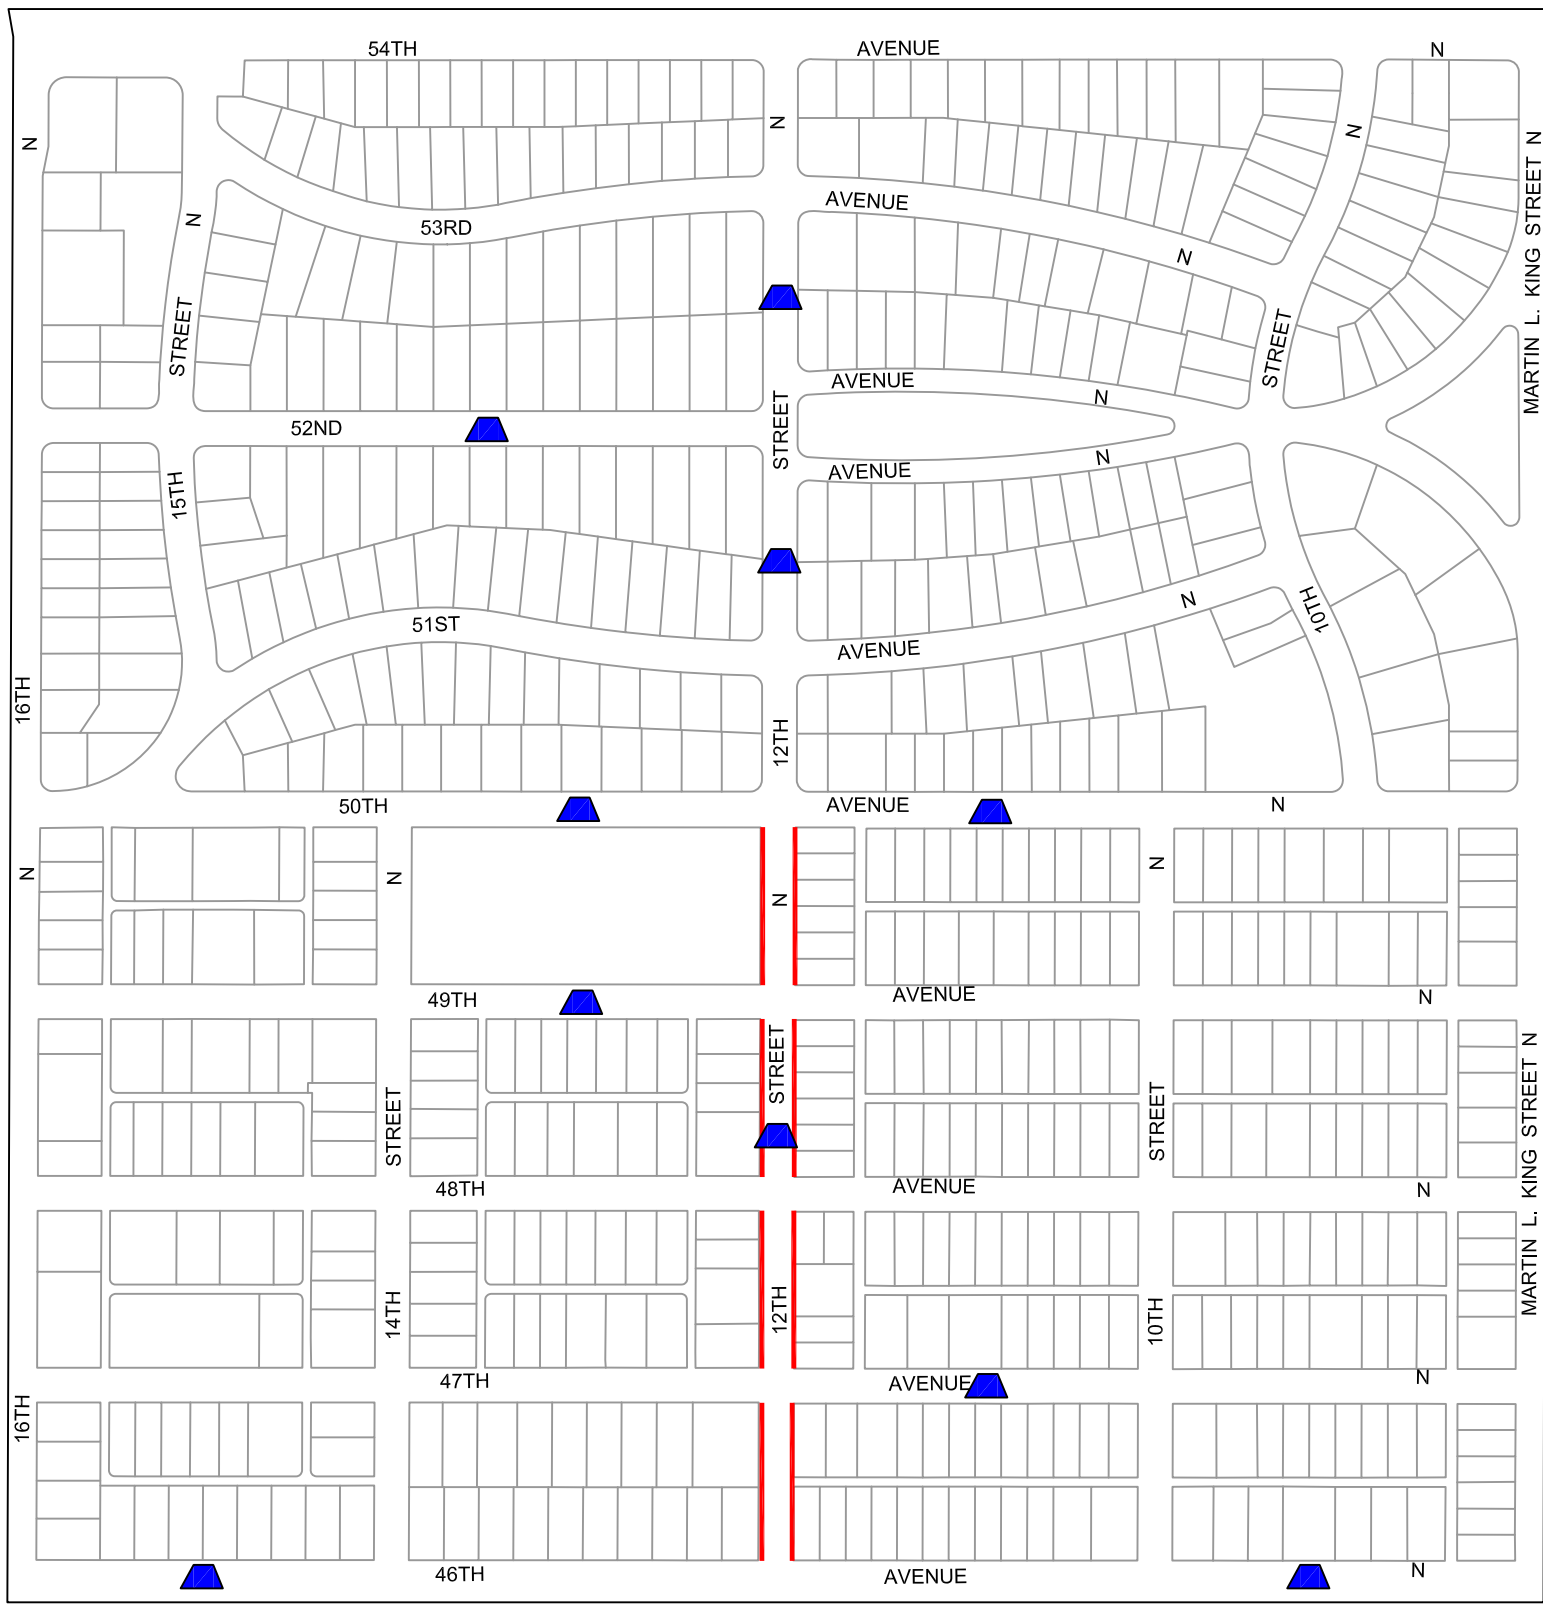 54TH AVENUE N
N
N
N
MARTIN L. KING STREET N
N
53RD AVENUE N
STREET
STREET
AVENUE N
STREET
52ND
AVENUE N
15TH
10TH
51ST AVENUE N
16TH
12TH
50TH AVENUE N
N
N
N
N
49TH AVENUE N
STREET
STREET
STREET
MARTIN L. KING STREET N
48TH AVENUE N
14TH
12TH
10TH
47TH AVENUE N
16TH
46TH AVENUE N